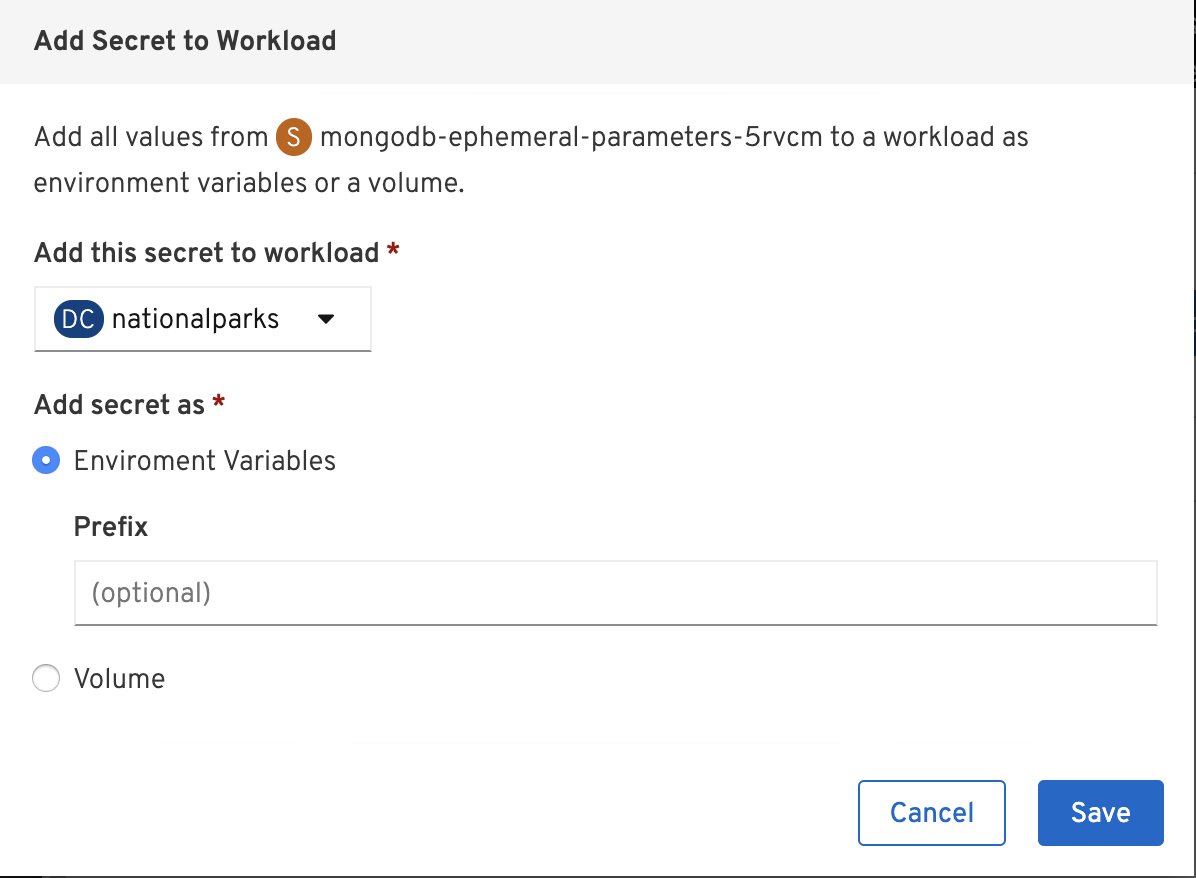 Add Secret to Workload
Add all values from S mongodb-ephemeral-parameters-5rvcm to a workload as
environment variables or a volume.
Add this secret to workload *
DC nationalparks
Add secret as *
Enviroment Variables
Prefix
(optional)
Volume
Cancel Save